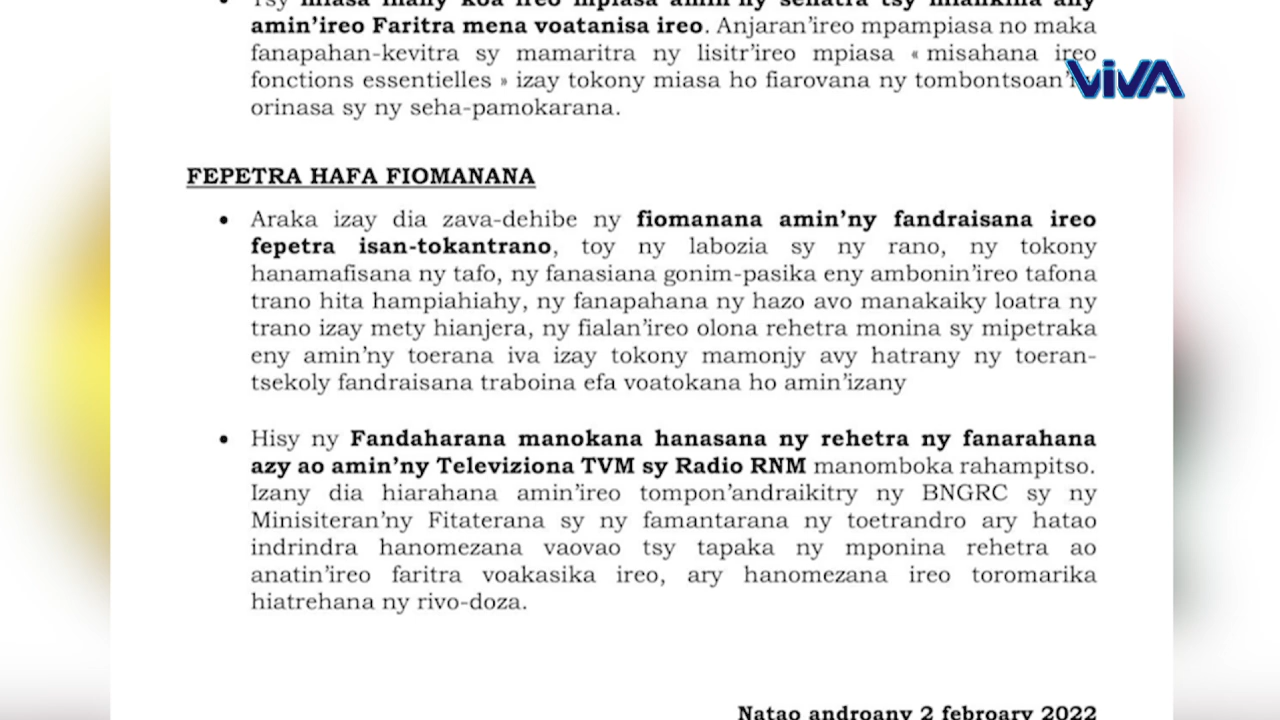 Tsy miasa ihany koa ireo mpiasa amin'ny sehatra tsy miankina any
amin'ireo Faritra mena voatanisa ireo. Anjaran'ireo mpampiasa no maka
fanapahan-kevitra sy mamaritra ny lisitr'ireo mpiasa « misahana ireo
fonctions essentielles » izay tokony miasa ho fiarovana ny tombontsoan'ny
orinasa sy ny seha-pamokarana.
VIVA
FEPETRA HAFA FIOMANANA
• Araka izay dia zava-dehibe ny fiomanana amin'ny fandraisana ireo
fepetra isan-tokantrano, toy ny labozia sy ny rano, ny tokony
hanamafisana ny tafo, ny fanasiana gonim-pasika eny ambonin'ireo tafona
trano hita hampiahiahy, ny fanapahana ny hazo avo manakaiky loatra ny
trano izay mety hianjera, ny fialan'ireo olona rehetra monina sy mipetraka
eny amin'ny toerana iva izay tokony mamonjy avy hatrany ny toeran-
tsekoly fandraisana traboina efa voatokana ho amin'izany
• Hisy ny Fandaharana manokana hanasana ny rehetra ny fanarahana
azy ao amin'ny Televiziona TVM sy Radio RNM manomboka rahampitso.
Izany dia hiarahana amin'ireo tompon'andraikitry ny BNGRC sy ny
Minisiteran'ny Fitaterana sy ny famantarana ny toetrandro ary hatao
indrindra hanomezana vaovao tsy tapaka ny mponina rehetra ao
anatin'ireo faritra voakasika ireo, ary hanomezana ireo toromarika
hiatrehana ny rivo-doza.
Natao androany 2 febroary 2022